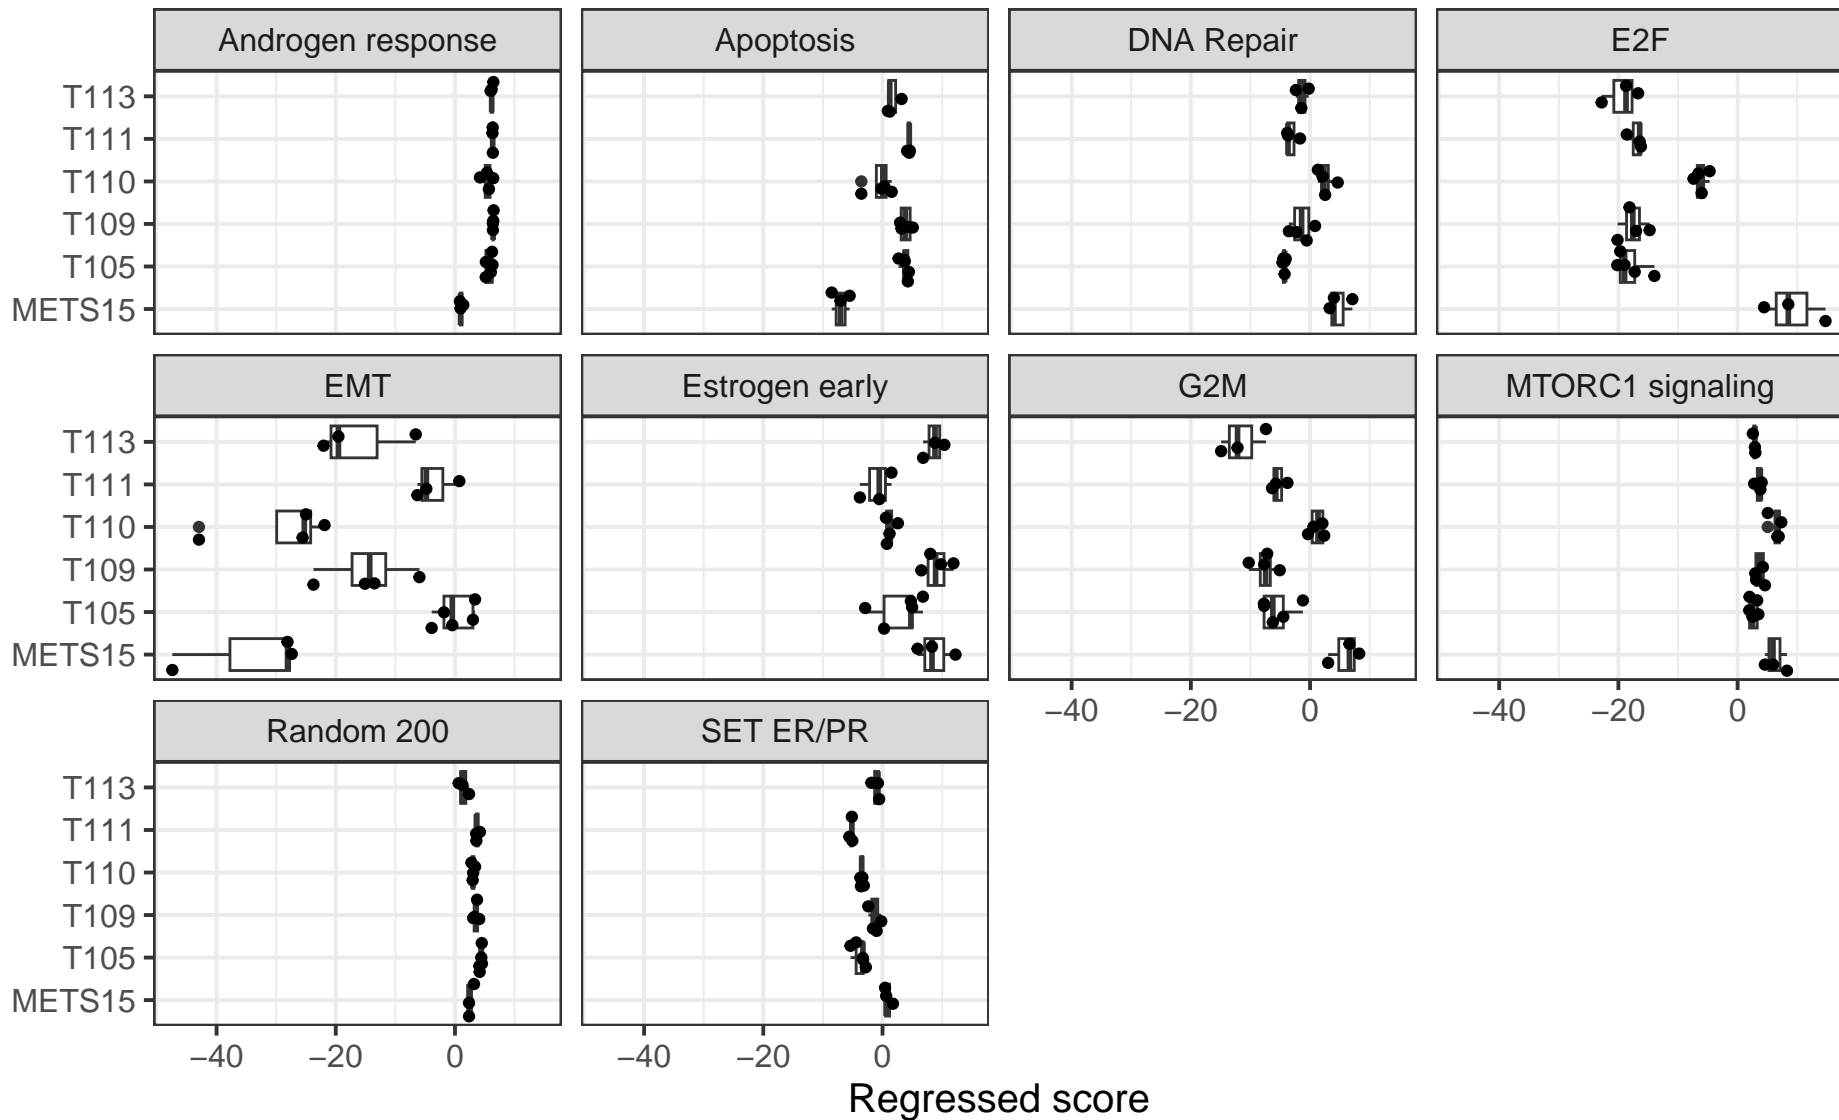 Androgen response Apoptosis DNA Repair E2F
T113
T111
T110
T109
T105
METS15
EMT Estrogen early G2M MTORC1 signaling
T113
T111
T110
T109
T105
METS15
−40 −20 0 −40 −20 0
Random 200 SET ER/PR
T113
T111
T110
T109
T105
METS15
−40 −20 0 −40 −20 0
Regressed score